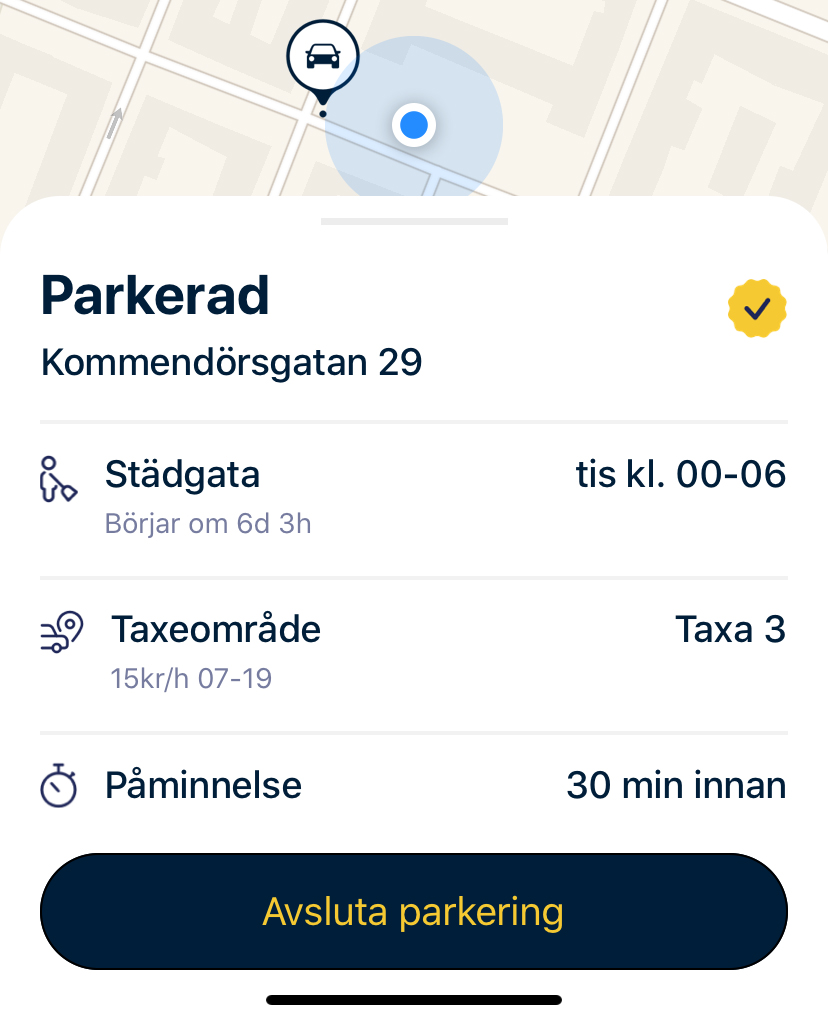 Parkerad
Kommendörsgatan 29
Städgata tis kl. 00-06
Börjar om 6d 3h
Taxeområde Taxa 3
15kr/h 07-19
Påminnelse 30 min innan
Avsluta parkering